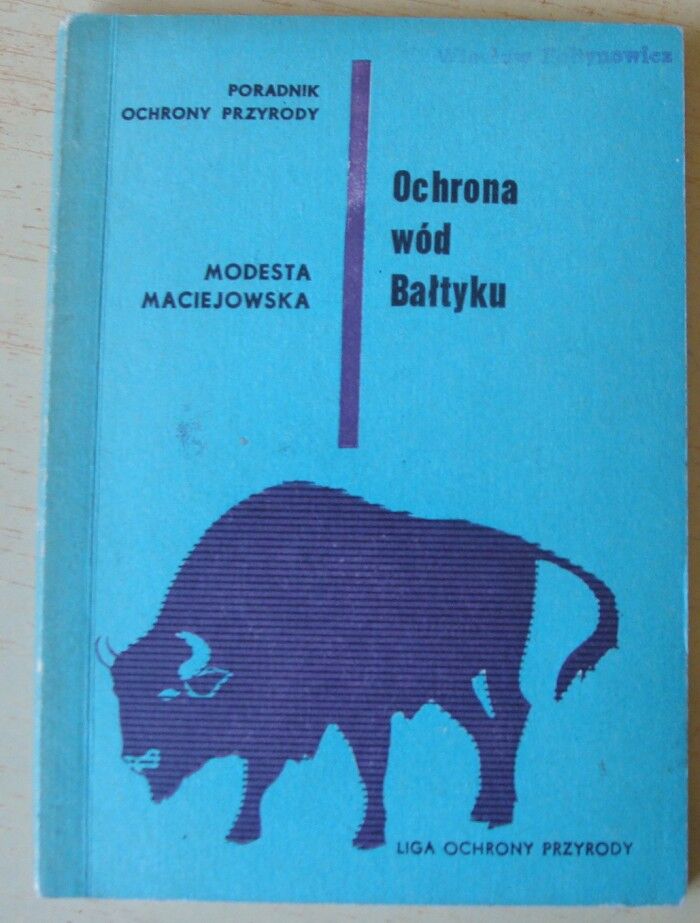 PORADNIK
OCHRONY PRZYRODY
Ochrona
wód
Bałtyku
MODESTA
MACIEJOWSKA
LIGA OCHRONY PRZYRODY